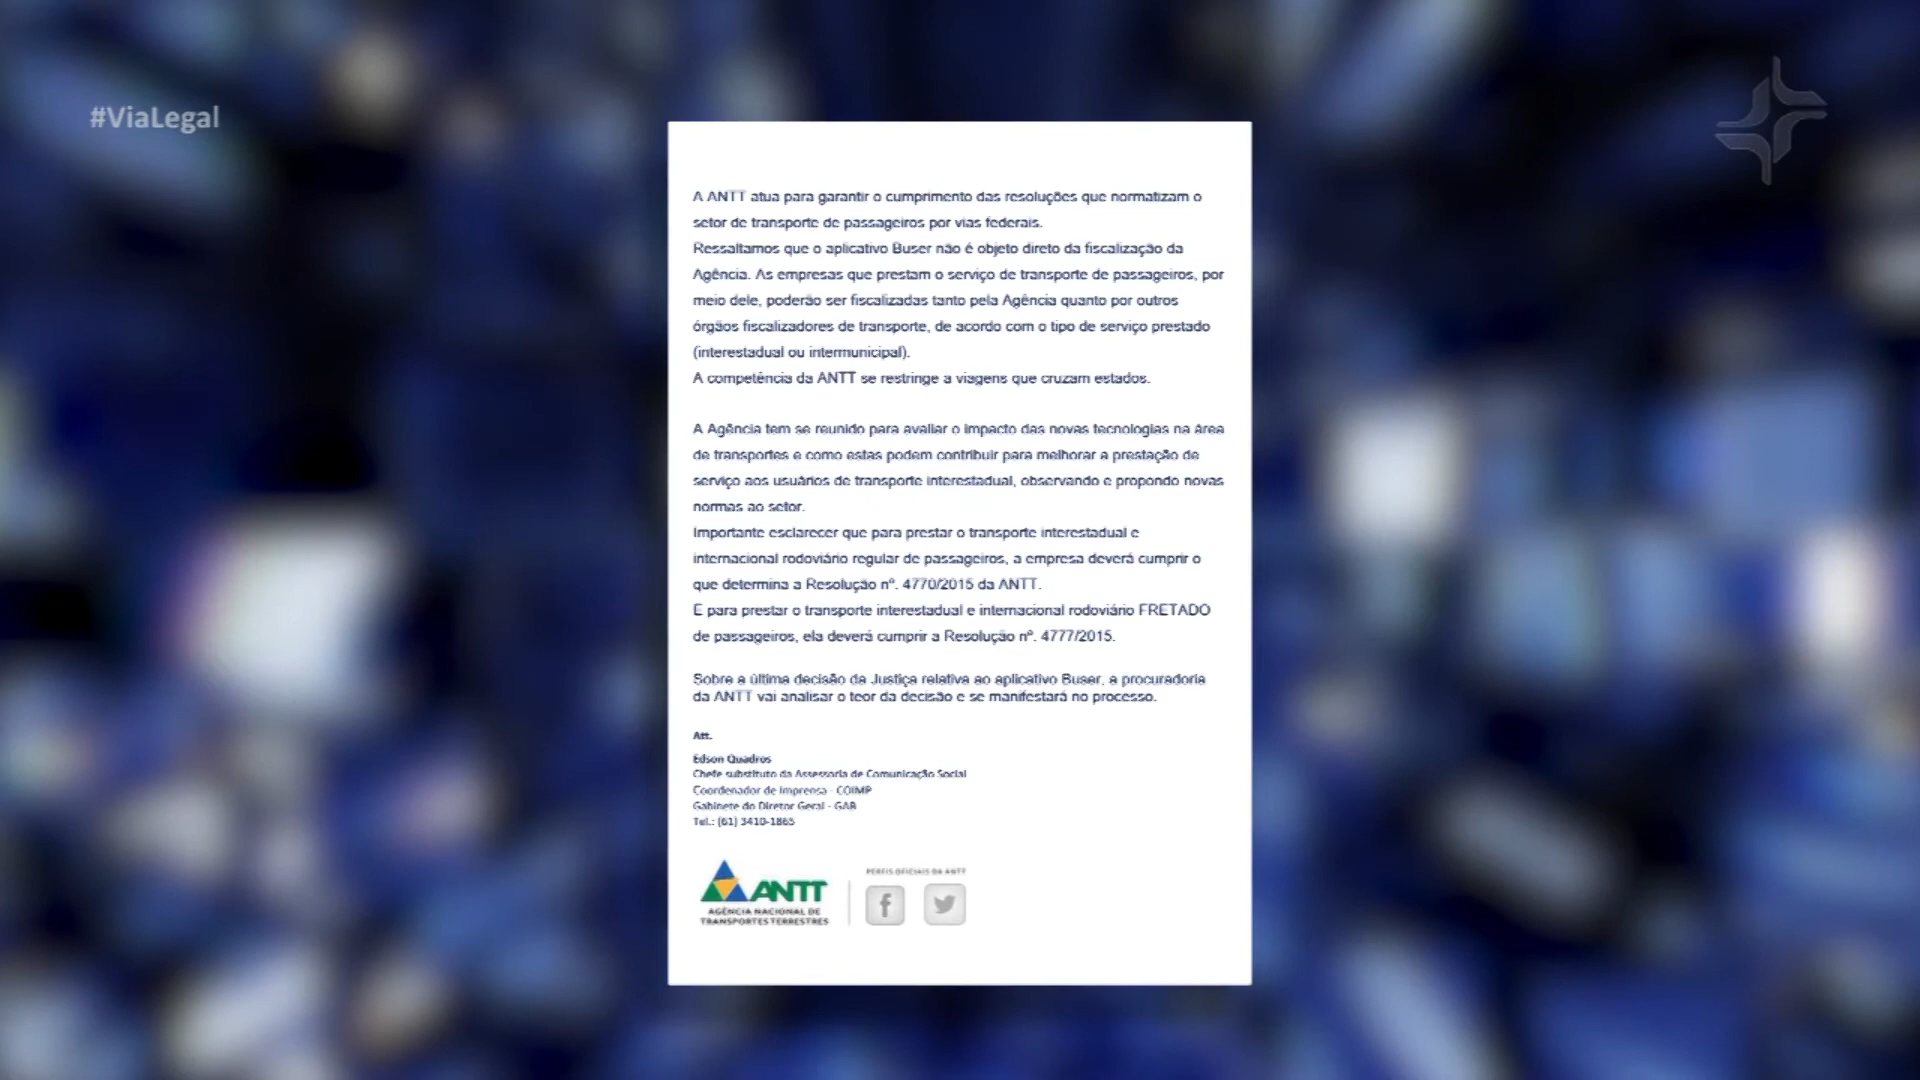 #ViaLegal
A ANTT atua para garantir o cumprimento das resoluções que normatizam o
setor de transporte de passageiros por vias federais.
Ressaltamos que o aplicativo Buser não é objeto direto da fiscalização da
Agência. As empresas que prestam o serviço de transporte de passageiros, por
meio dele, poderão ser fiscalizadas tanto pela Agência quanto por outros
órgãos fiscalizadores de transporte, de acordo com o tipo de serviço prestado
(interestadual ou intermunicipal).
A competência da ANTT se restringe a viagens que cruzam estados.
A Agência tem se reunido para avaliar o impacto das novas tecnologias na área
de transportes e como estas podem contribuir para melhorar a prestação de
serviço aos usuários de transporte interestadual, observando e propondo novas
normas ao setor.
Importante esclarecer que para prestar o transporte interestadual e
internacional rodoviário regular de passageiros, a empresa deverá cumprir o
que determina a Resolução nº. 4770/2015 da ANTT.
E para prestar o transporte interestadual e internacional rodoviário FRETADO
de passageiros, ela deverá cumprir a Resolução nº. 4777/2015.
Sobre a última decisão da Justiça relativa ao aplicativo Buser, a procuradoria
da ANTT vai analisar o teor da decisão e se manifestará no processo.
Att.
Edson Quadros
Chefe substituto da Assessoria de Comunicação Social
Coordenador de Imprensa - COIMP
Gabinete do Diretor Geral - GAB
Tel.: (61) 3410-1865
ANTT
AGÊNCIA NACIONAL DE
TRANSPORTES TERRESTRES
PERFIS OFICIAIS DA ANTT